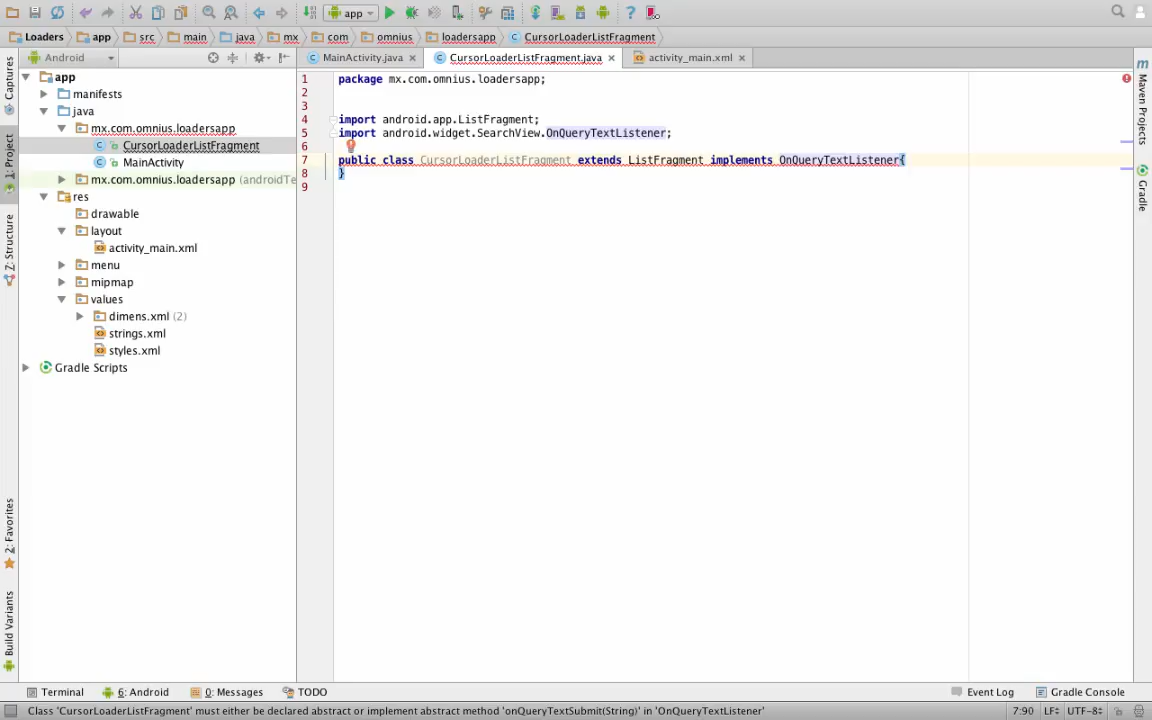 app
Loaders app src main java mx com omnius loadersapp CursorLoaderListFragment
Android
MainActivity.java CursorLoaderListFragment.java activity_main.xml
Captures
1: Project
Z: Structure
2: Favorites
Build Variants
app
manifests
java
mx.com.omnius.loadersapp
CursorLoaderListFragment
MainActivity
mx.com.omnius.loadersapp (androidTe
res
drawable
layout
activity_main.xml
menu
mipmap
values
dimens.xml (2)
strings.xml
styles.xml
Gradle Scripts
1 package mx.com.omnius.loadersapp;
2
3
4 import android.app.ListFragment;
5 import android.widget.SearchView.OnQueryTextListener;
6
7 public class CursorLoaderListFragment extends ListFragment implements OnQueryTextListener{
8 }
9
m Maven Projects
Gradle
Terminal 6: Android 0: Messages TODO Event Log Gradle Console
Class 'CursorLoaderListFragment' must either be declared abstract or implement abstract method 'onQueryTextSubmit(String)' in 'OnQueryTextListener' 7:90 LF UTF-8